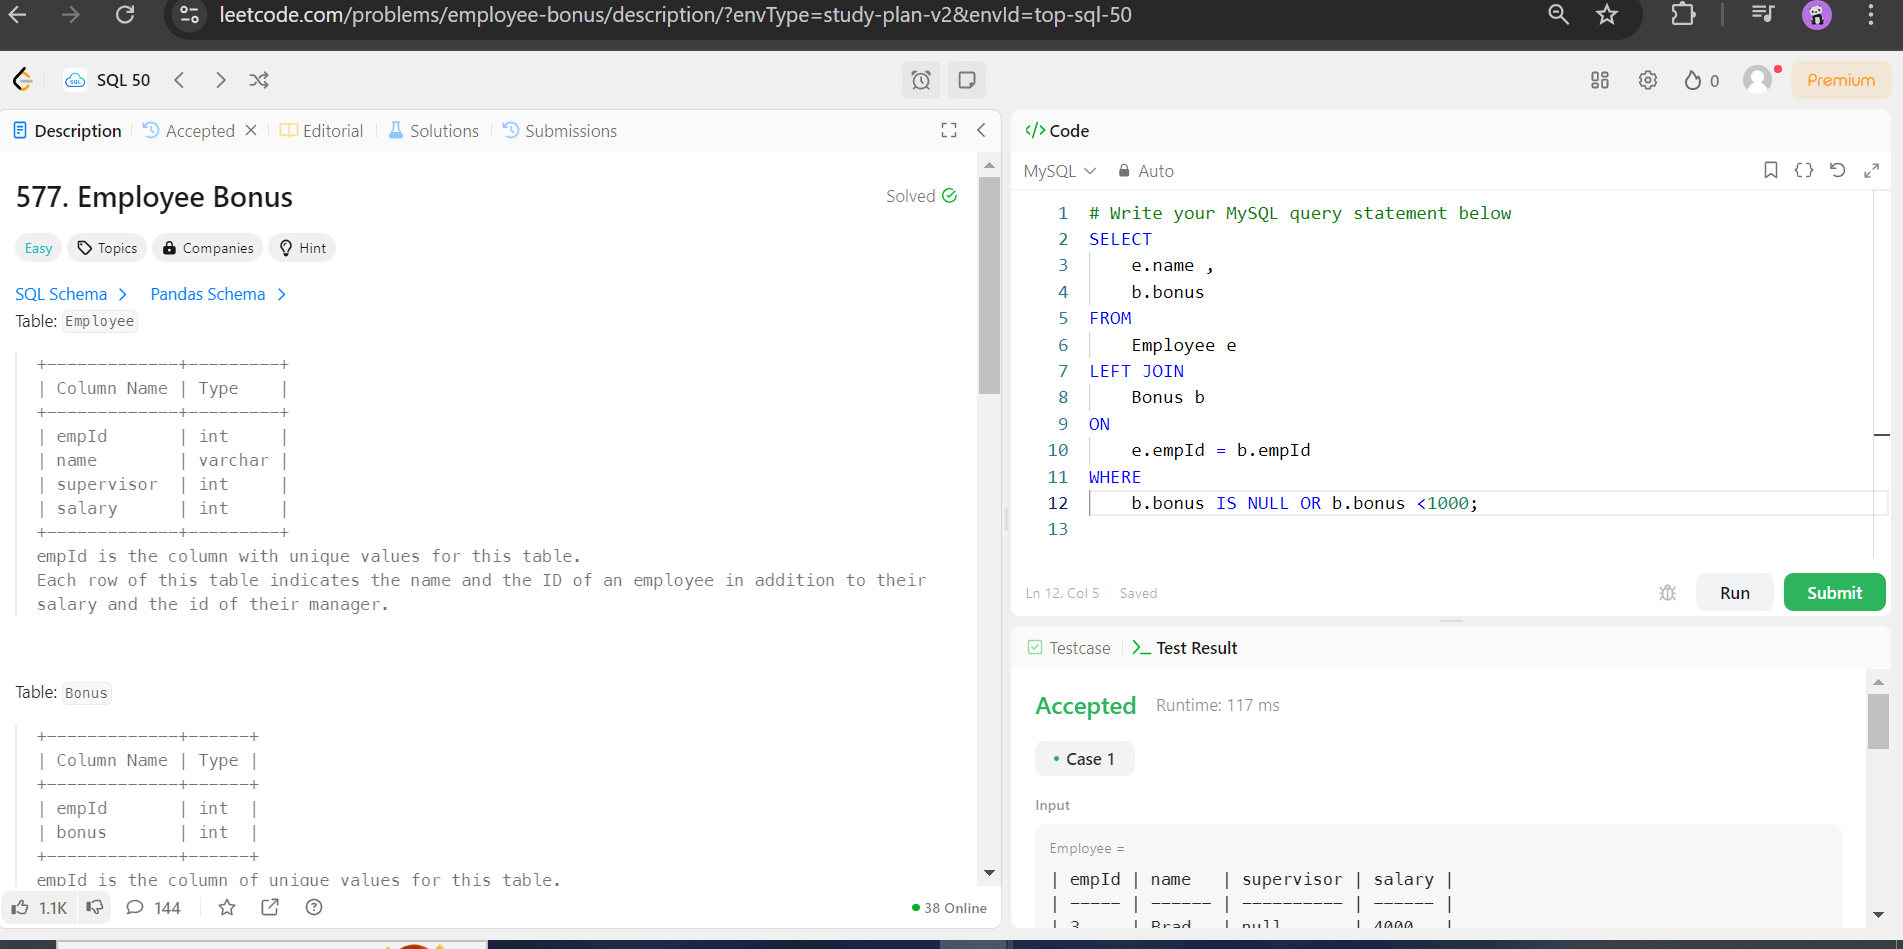 leetcode.com/problems/employee-bonus/description/?envType=study-plan-v2&envId=top-sql-50
SQL 50
0
Premium
Description
Accepted
Editorial
Solutions
Submissions
577. Employee Bonus
Solved
Easy
Topics
Companies
Hint
SQL Schema
Pandas Schema
Table: Employee
+-------------+---------+
| Column Name | Type    |
+-------------+---------+
| empId       | int     |
| name        | varchar |
| supervisor  | int     |
| salary      | int     |
+-------------+---------+
empId is the column with unique values for this table.
Each row of this table indicates the name and the ID of an employee in addition to their
salary and the id of their manager.
Table: Bonus
+-------------+------+
| Column Name | Type |
+-------------+------+
| empId       | int  |
| bonus       | int  |
+-------------+------+
empId is the column of unique values for this table.
1.1K
144
38 Online
</> Code
MySQL
Auto
1 # Write your MySQL query statement below
2 SELECT
3     e.name ,
4     b.bonus
5 FROM
6     Employee e
7 LEFT JOIN
8     Bonus b
9 ON
10     e.empId = b.empId
11 WHERE
12     b.bonus IS NULL OR b.bonus <1000;
13
Ln 12, Col 5
Saved
Run
Submit
Testcase
>_ Test Result
Accepted
Runtime: 117 ms
• Case 1
Input
Employee =
| empId | name   | supervisor | salary |
| ----- | ------ | ---------- | ------ |
| 3     | Brad   | null       | 4000   |